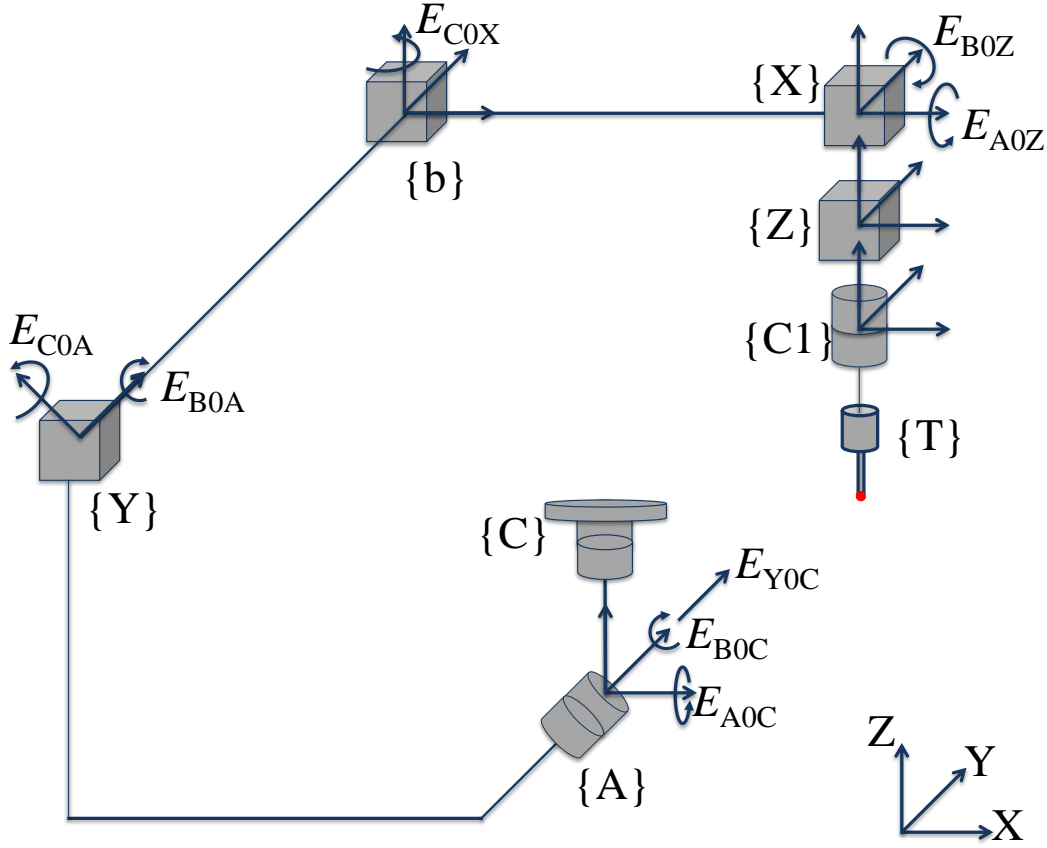 E_C0X
E_B0Z
{X}
E_A0Z
{b}
{Z}
E_C0A
{C1}
E_B0A
{T}
{Y}
{C}
E_Y0C
E_B0C
E_A0C
Z
Y
{A}
X